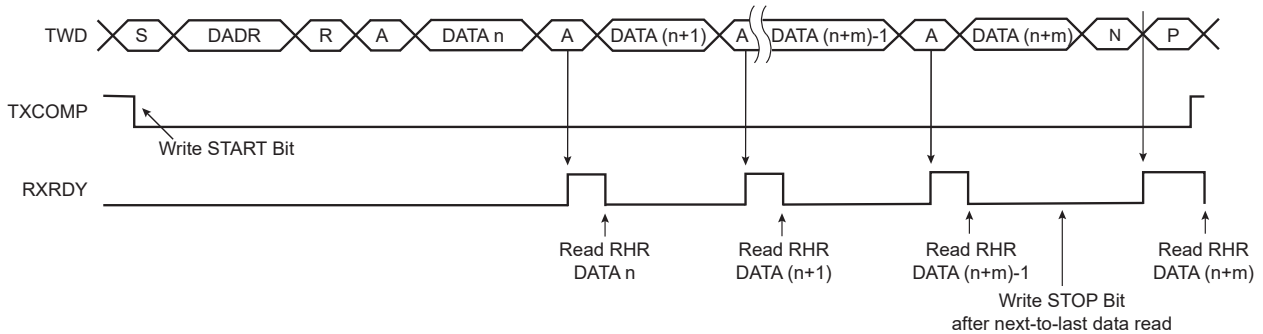 TWD S DADR R A DATA n A DATA (n+1) A DATA (n+m)-1 A DATA (n+m) N P
TXCOMP
Write START Bit
RXRDY
Read RHR
DATA n
Read RHR
DATA (n+1)
Read RHR
DATA (n+m)-1
Read RHR
DATA (n+m)
Write STOP Bit
after next-to-last data read